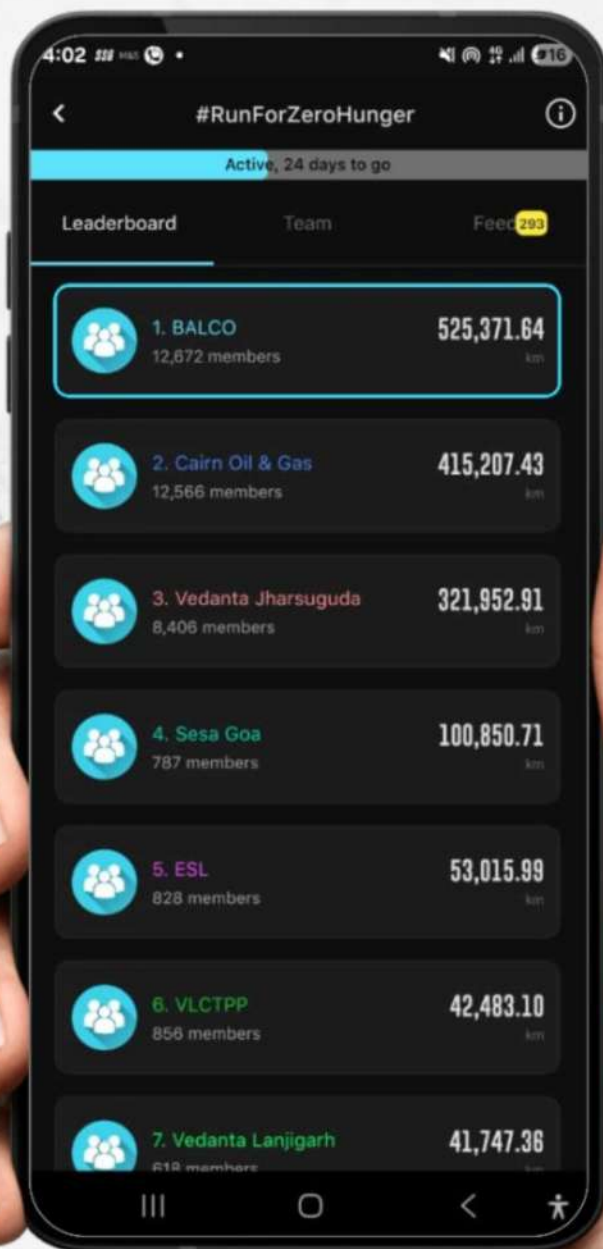 4:02
#RunForZeroHunger
Active, 24 days to go
Leaderboard Team Feed 293
1. BALCO 525,371.64
12,672 members km
2. Cairn Oil & Gas 415,207.43
12,566 members km
3. Vedanta Jharsuguda 321,952.91
8,406 members km
4. Sesa Goa 100,850.71
787 members km
5. ESL 53,015.99
828 members km
6. VLCTPP 42,483.10
856 members km
7. Vedanta Lanjigarh 41,747.36
618 members km